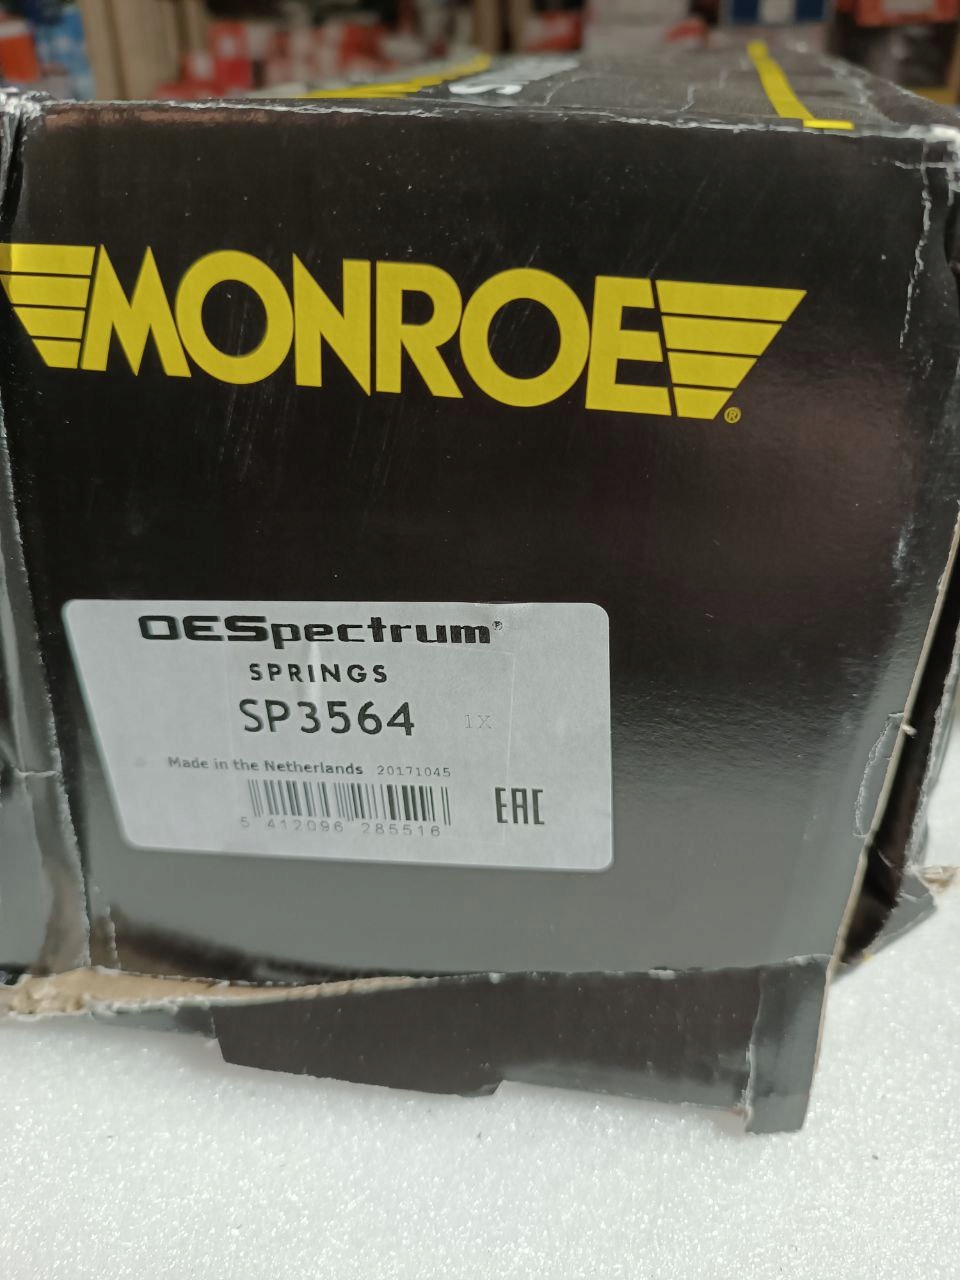 MONROE®
OESpectrum®
SPRINGS
SP3564 1X
Made in the Netherlands 20171045
5 412096 285516
EAC